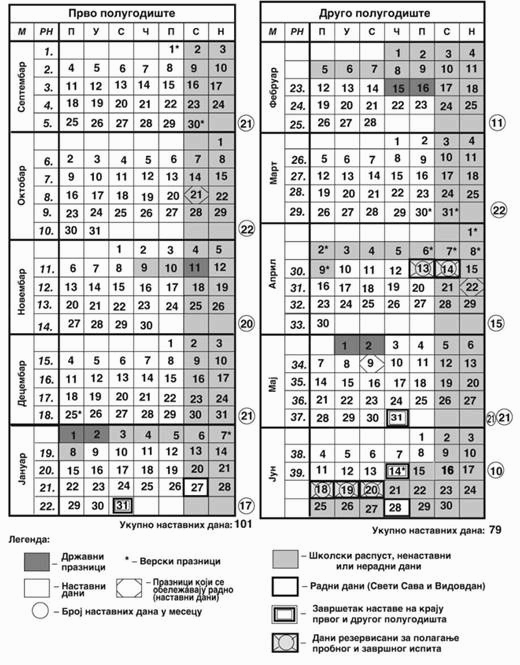 Прво полугодиште
М РН П У С Ч П С Н
Септембар
1. 1* 2 3
2. 4 5 6 7 8 9 10
3. 11 12 13 14 15 16 17
4. 18 19 20 21 22 23 24
5. 25 26 27 28 29 30* 21
Октобар
1
6. 2 3 4 5 6 7 8
7. 9 10 11 12 13 14 15
8. 16 17 18 19 20 21 22
9. 23 24 25 26 27 28 29
10. 30 31 22
Новембар
1 2 3 4 5
11. 6 7 8 9 10 11 12
12. 13 14 15 16 17 18 19
13. 20 21 22 23 24 25 26
14. 27 28 29 30 20
Децембар
1 2 3
15. 4 5 6 7 8 9 10
16. 11 12 13 14 15 16 17
17. 18 19 20 21 22 23 24
18. 25* 26 27 28 29 30 31 21
Јануар
1 2 3 4 5 6 7*
19. 8 9 10 11 12 13 14
20. 15 16 17 18 19 20 21
21. 22 23 24 25 26 27 28
22. 29 30 31 17
Укупно наставних дана: 101
Друго полугодиште
М РН П У С Ч П С Н
Фебруар
1 2 3 4
5 6 7 8 9 10 11
23. 12 13 14 15 16 17 18
24. 19 20 21 22 23 24 25
25. 26 27 28 11
Март
1 2 3 4
26. 5 6 7 8 9 10 11
27. 12 13 14 15 16 17 18
28. 19 20 21 22 23 24 25
29. 26 27 28 29 30* 31* 22
Април
1*
2* 3 4 5 6* 7* 8*
30. 9* 10 11 12 13 14 15
31. 16 17 18 19 20 21 22
32. 23 24 25 26 27 28 29
33. 30 15
Мај
1 2 3 4 5 6
34. 7 8 9 10 11 12 13
35. 14 15 16 17 18 19 20
36. 21 22 23 24 25 26 27
37. 28 29 30 31 21 21
Јун
1 2 3
38. 4 5 6 7 8 9 10
39. 11 12 13 14* 15 16 17 10
18 19 20 21 22 23 24
25 26 27 28
Укупно наставних дана: 79
Легенда:
– Државни
празници
* – Верски празници
– Наставни
дани
– Празници који се
обележавају радно
(наставни дани)
– Број наставних дана у месецу
– Школски распуст, ненаставни
или нерадни дани
– Радни дани (Свети Сава и Видовдан)
– Завршетак наставе на крају
првог и другог полугодишта
– Дани резервисани за полагање
пробног и завршног испита